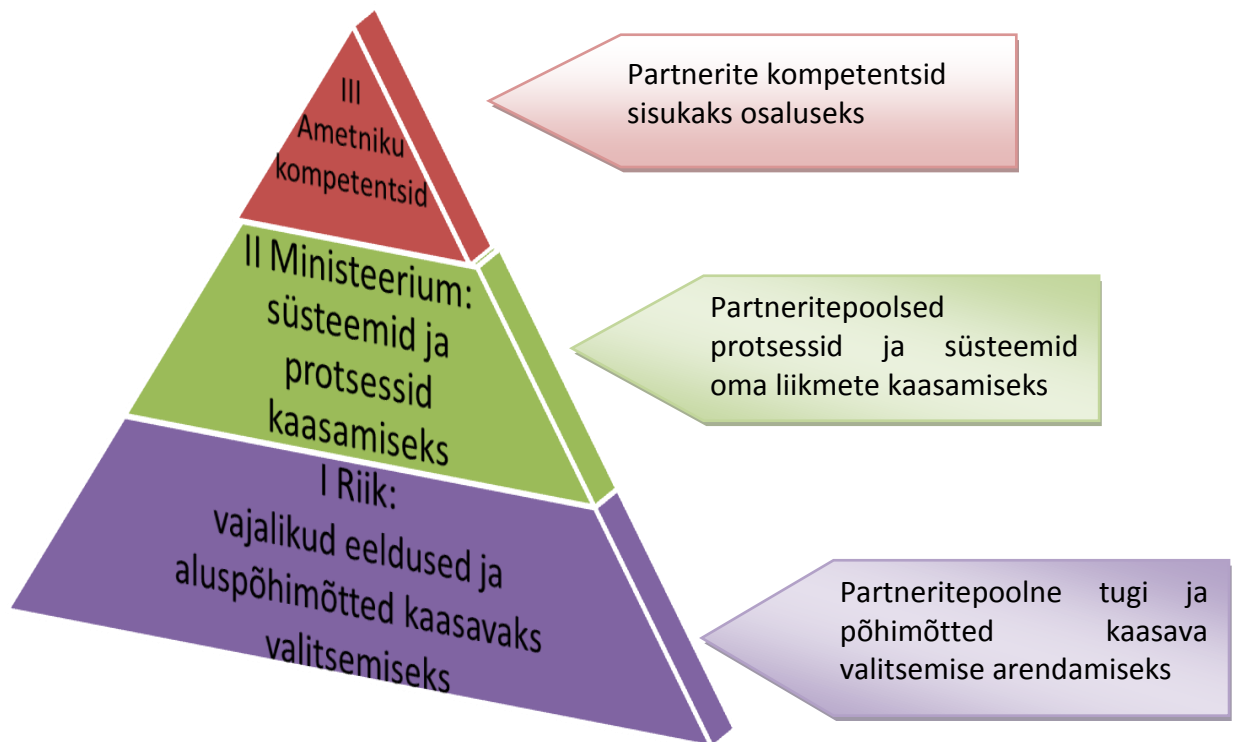 III
Ametniku
kompetentsid
Partnerite kompetentsid
sisukaks osaluseks
II Ministeerium:
süsteemid ja
protsessid
kaasamiseks
Partneritepoolsed
protsessid ja süsteemid
oma liikmete kaasamiseks
I Riik:
vajalikud eeldused ja
aluspõhimõtted kaasavaks
valitsemiseks
Partneritepoolne tugi ja
põhimõtted kaasava
valitsemise arendamiseks